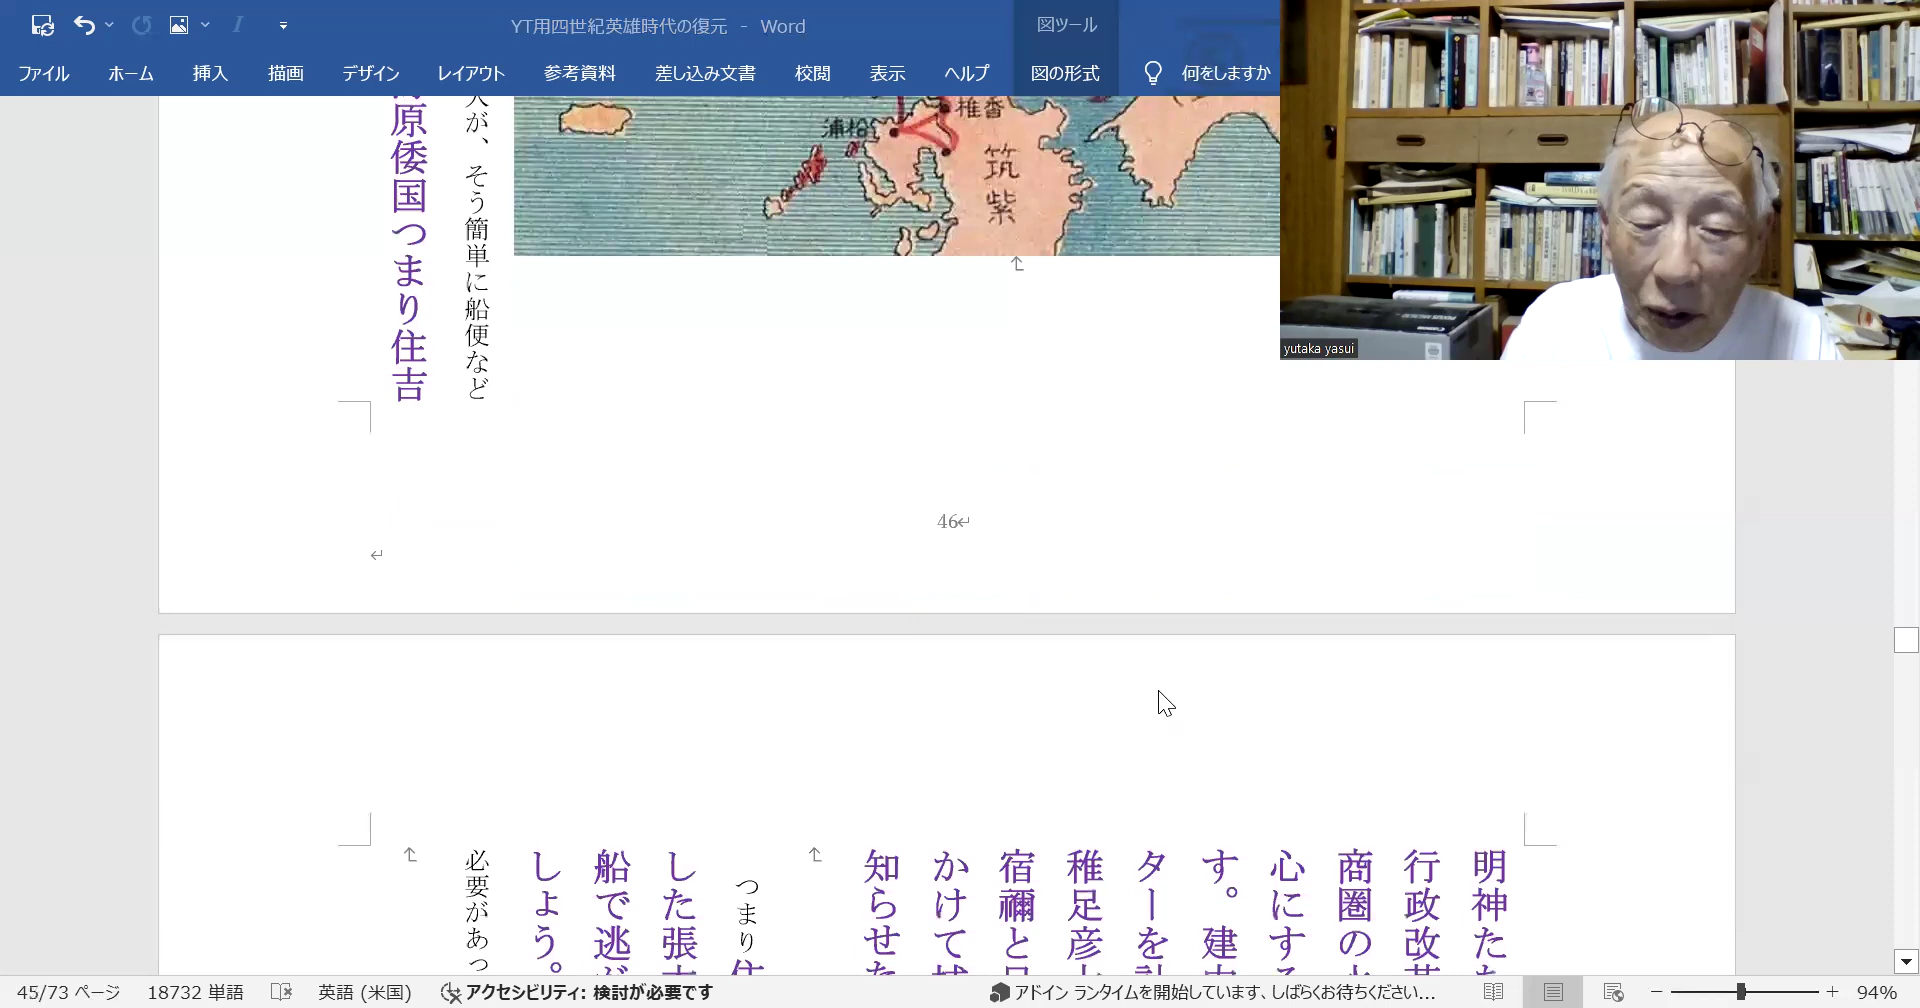 YT用四世紀英雄時代の復元 - Word
図ツール
ファイル
ホーム
挿入
描画
デザイン
レイアウト
参考資料
差し込み文書
校閲
表示
ヘルプ
図の形式
何をしますか
椎香
浦松
筑紫
が、そう簡単に船便など
原倭国つまり住吉
46
yutaka yasui
明神た
行政改
商圏の
心にする
す。建
ターを
稚足彦
宿禰と
かけて
知らせた
つまり
した張
船で逃が
しょう。
必要があっ
45/73 ページ
18732 単語
英語 (米国)
アクセシビリティ: 検討が必要です
アドイン ランタイムを開始しています、しばらくお待ちください...
94%